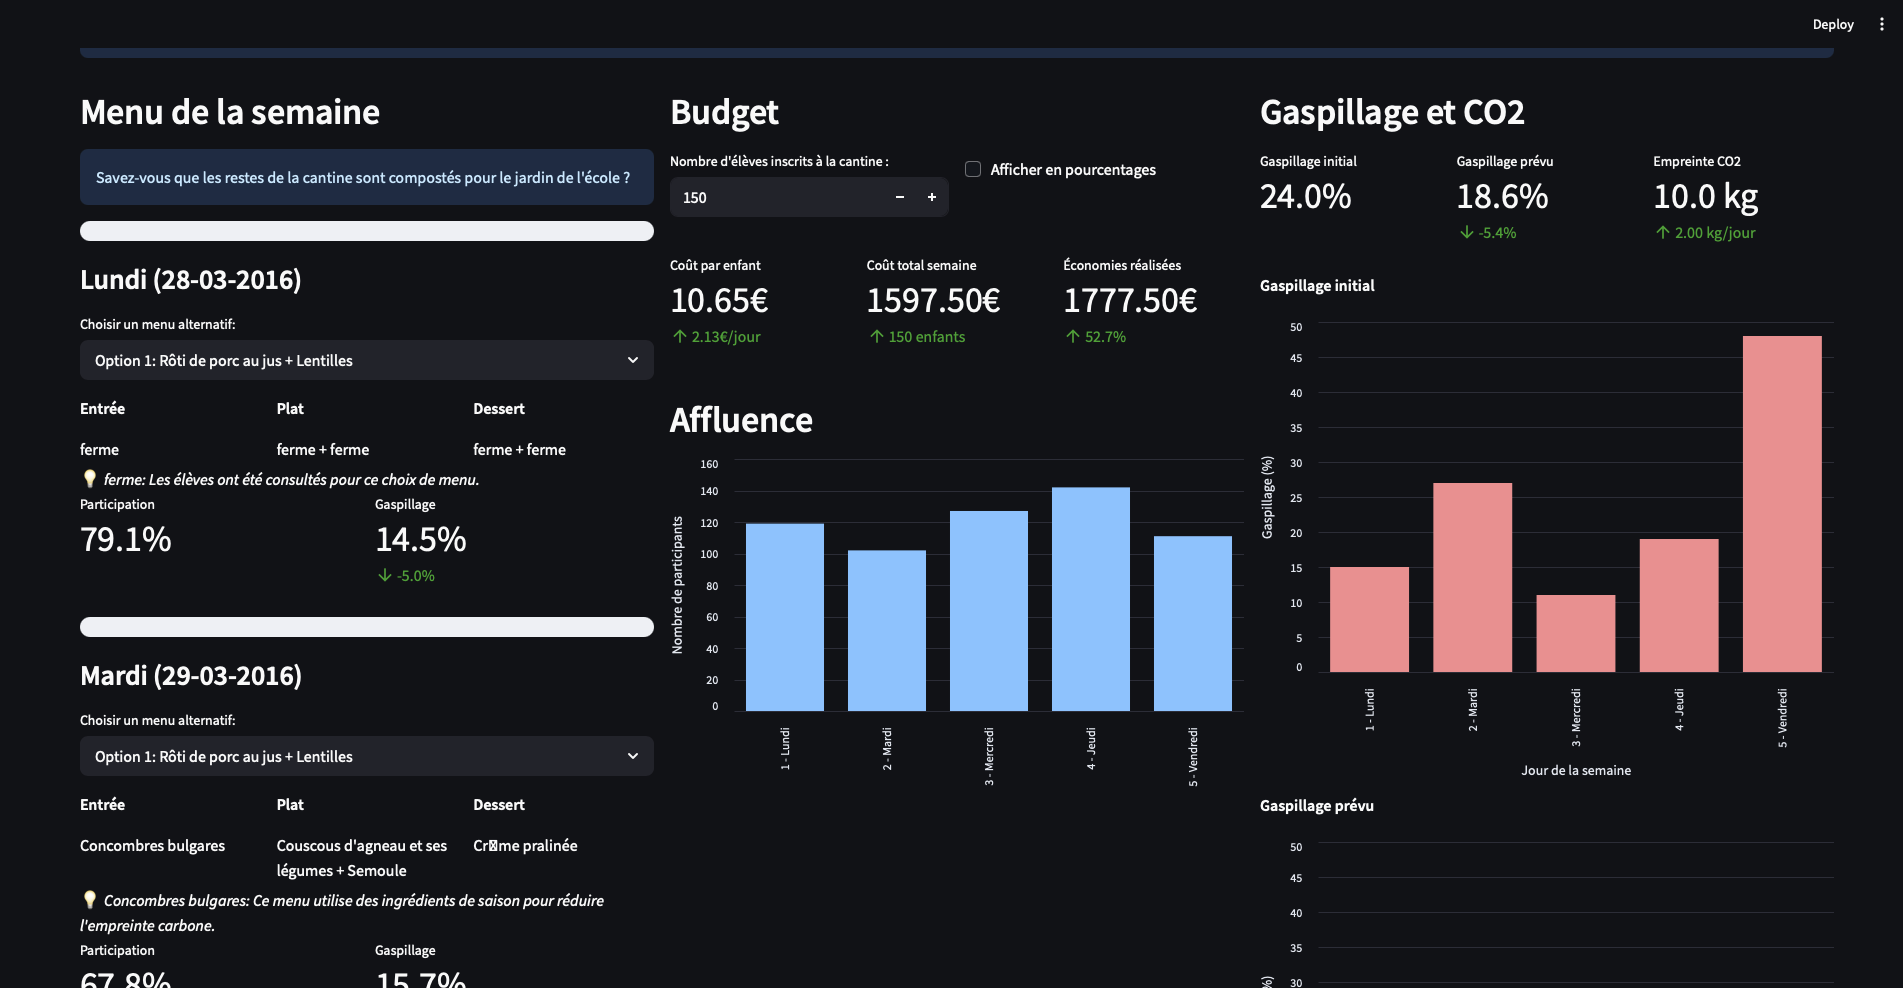 Deploy
Menu de la semaine
Savez-vous que les restes de la cantine sont compostés pour le jardin de l'école ?
Lundi (28-03-2016)
Choisir un menu alternatif:
Option 1: Rôti de porc au jus + Lentilles
Entrée
Plat
Dessert
ferme
ferme + ferme
ferme + ferme
ferme: Les élèves ont été consultés pour ce choix de menu.
Participation
Gaspillage
79.1%
14.5%
-5.0%
Mardi (29-03-2016)
Choisir un menu alternatif:
Option 1: Rôti de porc au jus + Lentilles
Entrée
Plat
Dessert
Concombres bulgares
Couscous d'agneau et ses
légumes + Semoule
Cr�me pralinée
Concombres bulgares: Ce menu utilise des ingrédients de saison pour réduire
l'empreinte carbone.
Participation
Gaspillage
67.8%
15.7%
Budget
Nombre d'élèves inscrits à la cantine :
150
Afficher en pourcentages
Coût par enfant
Coût total semaine
Économies réalisées
10.65€
1597.50€
1777.50€
2.13€/jour
150 enfants
52.7%
Affluence
Nombre de participants
160
140
120
100
80
60
40
20
0
1 - Lundi
2 - Mardi
3 - Mercredi
4 - Jeudi
5 - Vendredi
Gaspillage et CO2
Gaspillage initial
Gaspillage prévu
Empreinte CO2
24.0%
18.6%
10.0 kg
-5.4%
2.00 kg/jour
Gaspillage initial
Gaspillage (%)
50
45
40
35
30
25
20
15
10
5
0
1 - Lundi
2 - Mardi
3 - Mercredi
4 - Jeudi
5 - Vendredi
Jour de la semaine
Gaspillage prévu
50
45
40
35
30
%)